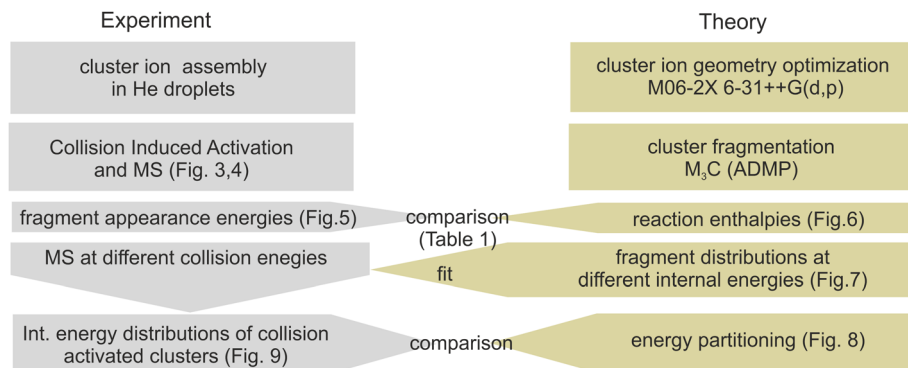 Experiment
Theory
cluster ion assembly
in He droplets
cluster ion geometry optimization
M06-2X 6-31++G(d,p)
Collision Induced Activation
and MS (Fig. 3,4)
cluster fragmentation
M₃C (ADMP)
fragment appearance energies (Fig.5)
comparison
(Table 1)
reaction enthalpies (Fig.6)
MS at different collision enegies
fit
fragment distributions at
different internal energies (Fig.7)
Int. energy distributions of collision
activated clusters (Fig. 9)
comparison
energy partitioning (Fig. 8)